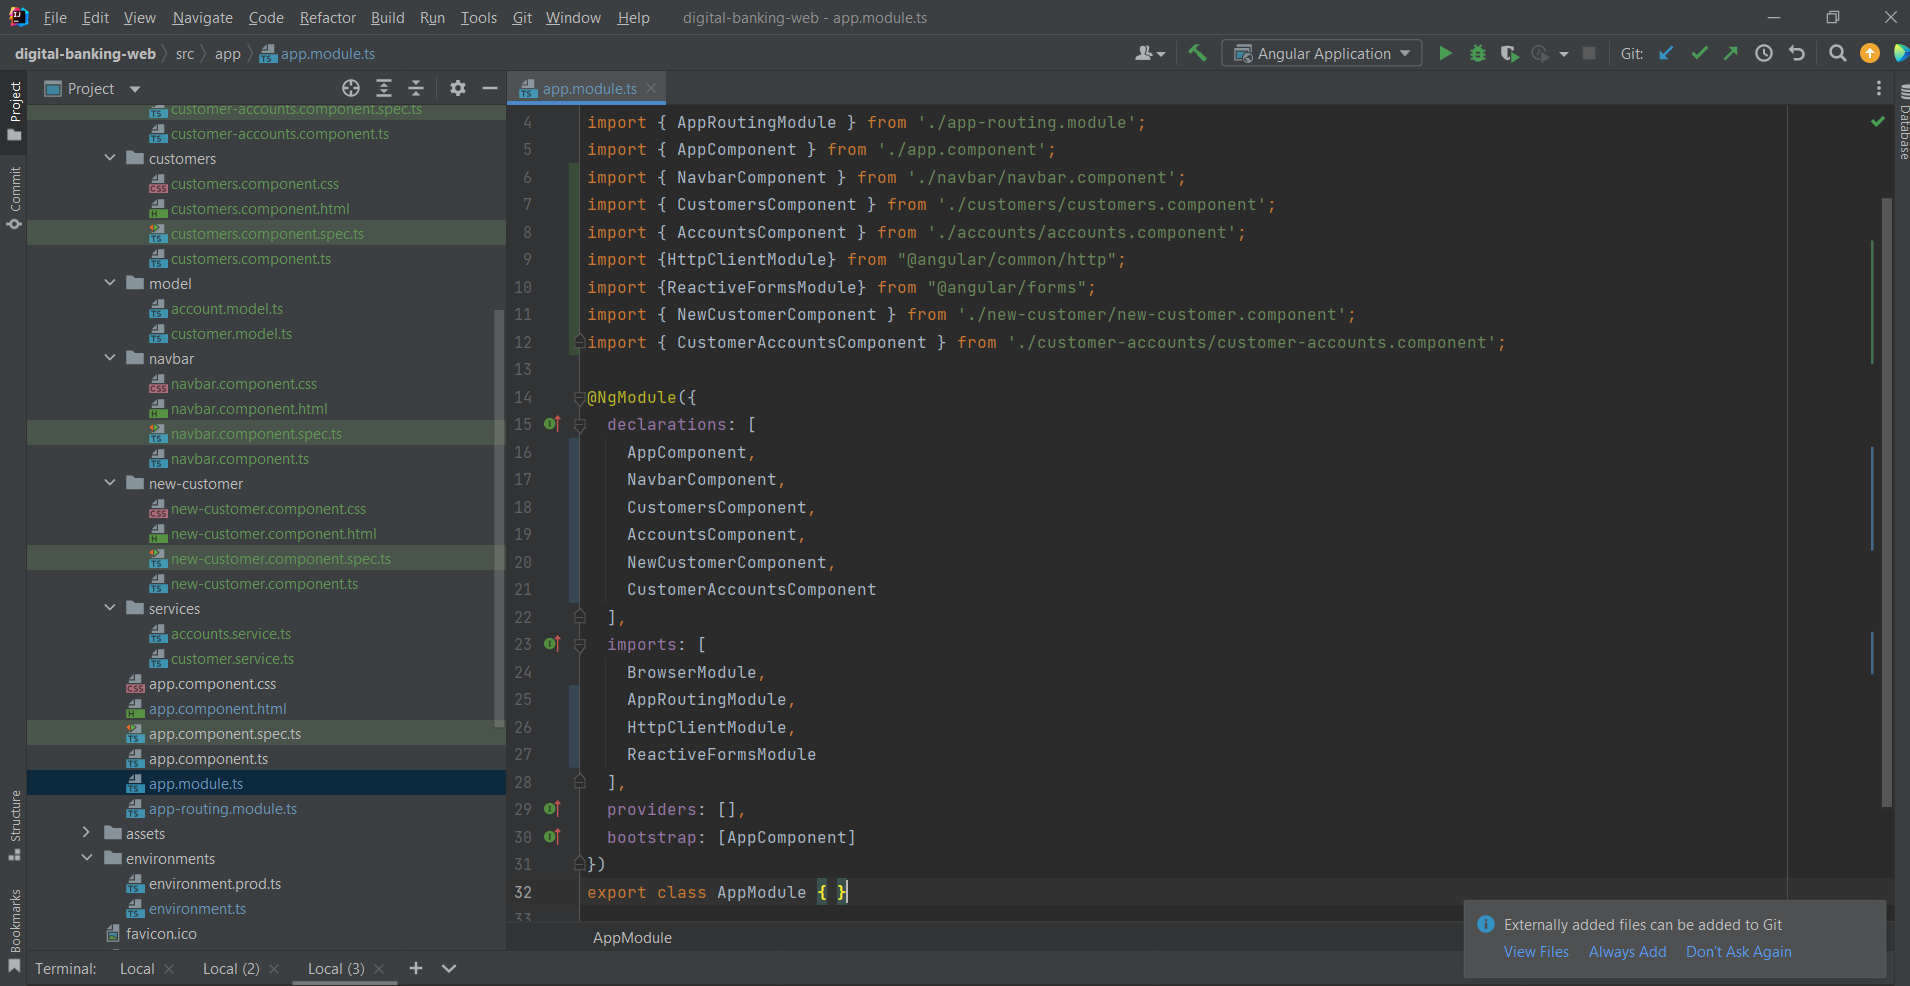 File Edit View Navigate Code Refactor Build Run Tools Git Window Help digital-banking-web - app.module.ts
digital-banking-web src app app.module.ts Angular Application Git:
Project
app.module.ts
Project
Commit
Structure
Bookmarks
Database
customer-accounts.component.spec.ts
customer-accounts.component.ts
customers
customers.component.css
customers.component.html
customers.component.spec.ts
customers.component.ts
model
account.model.ts
customer.model.ts
navbar
navbar.component.css
navbar.component.html
navbar.component.spec.ts
navbar.component.ts
new-customer
new-customer.component.css
new-customer.component.html
new-customer.component.spec.ts
new-customer.component.ts
services
accounts.service.ts
customer.service.ts
app.component.css
app.component.html
app.component.spec.ts
app.component.ts
app.module.ts
app-routing.module.ts
assets
environments
environment.prod.ts
environment.ts
favicon.ico
4 import { AppRoutingModule } from './app-routing.module';
5 import { AppComponent } from './app.component';
6 import { NavbarComponent } from './navbar/navbar.component';
7 import { CustomersComponent } from './customers/customers.component';
8 import { AccountsComponent } from './accounts/accounts.component';
9 import {HttpClientModule} from "@angular/common/http";
10 import {ReactiveFormsModule} from "@angular/forms";
11 import { NewCustomerComponent } from './new-customer/new-customer.component';
12 import { CustomerAccountsComponent } from './customer-accounts/customer-accounts.component';
13
14 @NgModule({
15 declarations: [
16 AppComponent,
17 NavbarComponent,
18 CustomersComponent,
19 AccountsComponent,
20 NewCustomerComponent,
21 CustomerAccountsComponent
22 ],
23 imports: [
24 BrowserModule,
25 AppRoutingModule,
26 HttpClientModule,
27 ReactiveFormsModule
28 ],
29 providers: [],
30 bootstrap: [AppComponent]
31 })
32 export class AppModule { }
33
AppModule
Externally added files can be added to Git
View Files Always Add Don't Ask Again
Terminal: Local Local (2) Local (3)